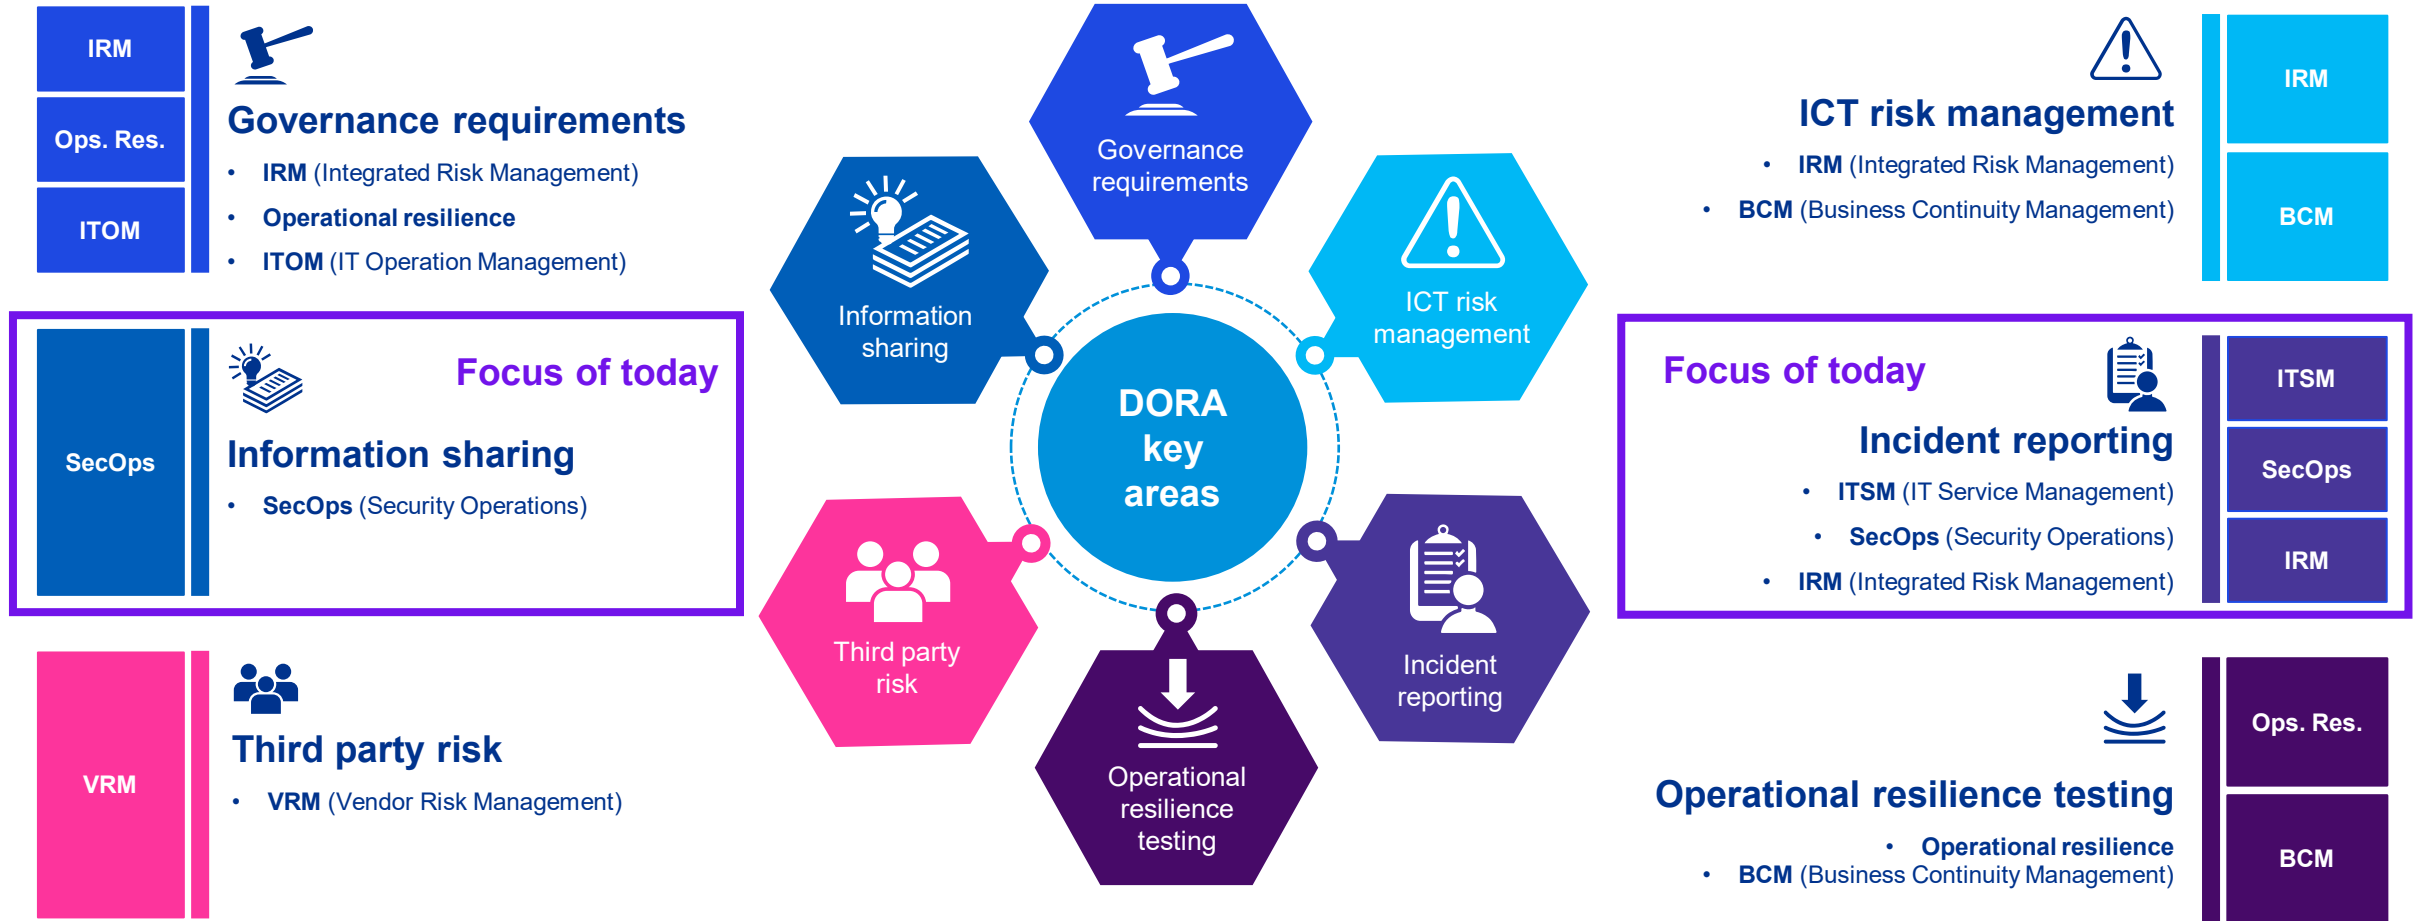 IRM
Ops. Res.
ITOM
Governance requirements
• IRM (Integrated Risk Management)
• Operational resilience
• ITOM (IT Operation Management)
SecOps
Focus of today
Information sharing
• SecOps (Security Operations)
VRM
Third party risk
• VRM (Vendor Risk Management)
Governance
requirements
Information
sharing
ICT risk
management
DORA
key
areas
Third party
risk
Incident
reporting
Operational
resilience
testing
ICT risk management
• IRM (Integrated Risk Management)
• BCM (Business Continuity Management)
IRM
BCM
Focus of today
Incident reporting
• ITSM (IT Service Management)
• SecOps (Security Operations)
• IRM (Integrated Risk Management)
ITSM
SecOps
IRM
Operational resilience testing
• Operational resilience
• BCM (Business Continuity Management)
Ops. Res.
BCM